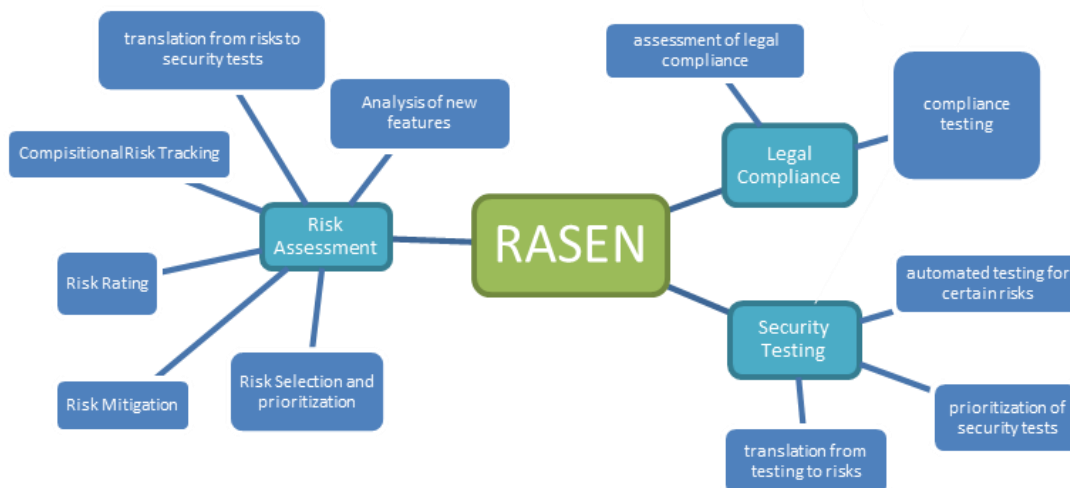 translation from risks to
security tests
Analysis of new
features
Compisitional Risk Tracking
Risk
Assessment
Risk Rating
Risk Mitigation
Risk Selection and
prioritization
RASEN
assessment of legal
compliance
compliance
testing
Legal
Compliance
automated testing for
certain risks
Security
Testing
prioritization of
security tests
translation from
testing to risks